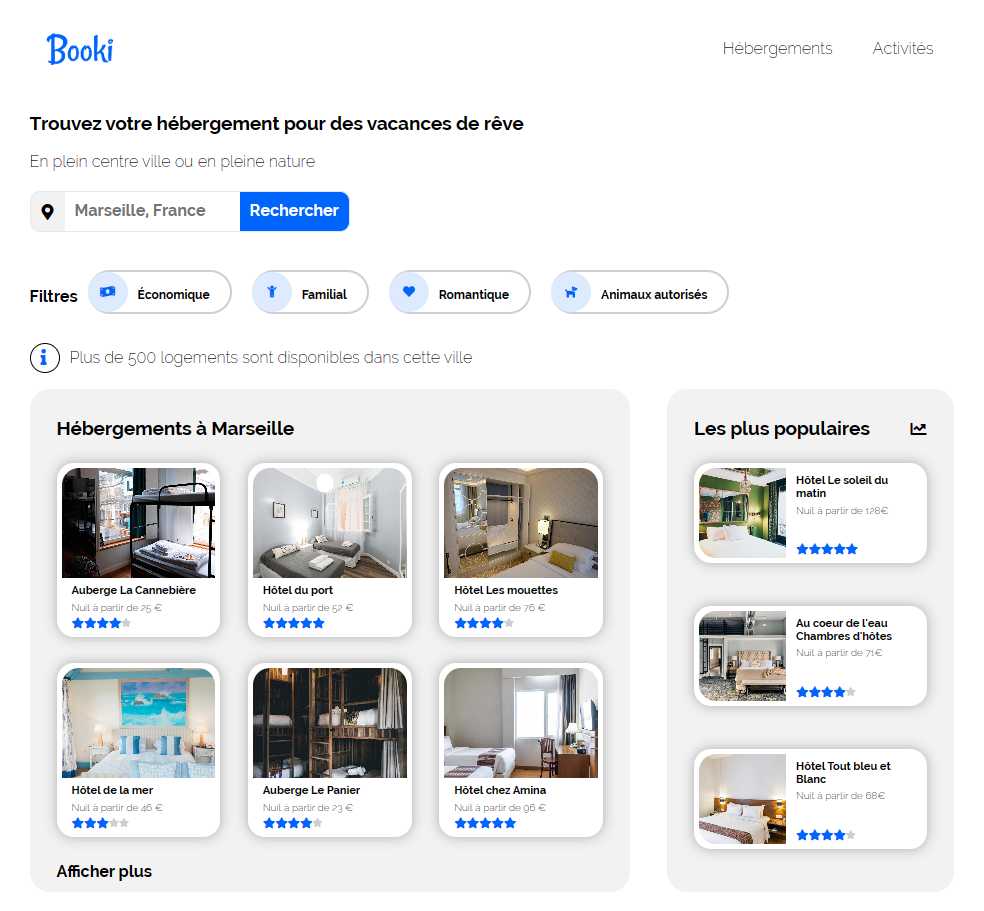 Booki
Hébergements
Activités
Trouvez votre hébergement pour des vacances de rêve
En plein centre ville ou en pleine nature
Marseille, France
Rechercher
Filtres
Économique
Familial
Romantique
Animaux autorisés
Plus de 500 logements sont disponibles dans cette ville
Hébergements à Marseille
Auberge La Cannebière
Nuit à partir de 25 €
Hôtel du port
Nuit à partir de 52 €
Hôtel Les mouettes
Nuit à partir de 76 €
Hôtel de la mer
Nuit à partir de 46 €
Auberge Le Panier
Nuit à partir de 23 €
Hôtel chez Amina
Nuit à partir de 96 €
Afficher plus
Les plus populaires
Hôtel Le soleil du
matin
Nuit à partir de 128€
Au coeur de l'eau
Chambres d'hôtes
Nuit à partir de 71€
Hôtel Tout bleu et
Blanc
Nuit à partir de 68€